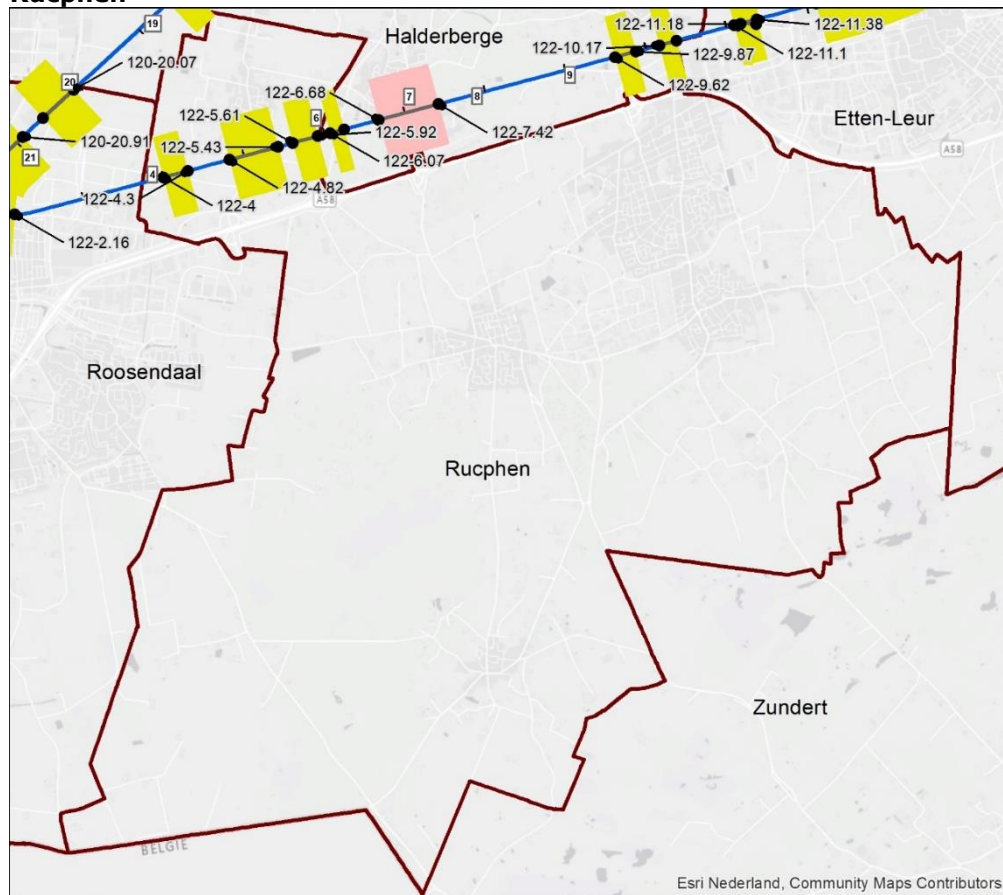 Rucphen
19
Halderberge
122-11.18
122-11.38
122-10.17
122-11.1
120-20.07
20
122-9.87
7
9
122-6.68
8
122-9.62
122-5.61
6
Etten-Leur
120-20.91
122-5.92
122-5.43
122-6.07
122-7.42
A58
21
4
122-4.82
122-4.3
122-4
A58
122-2.16
Roosendaal
Rucphen
Zundert
BELGIE
Esri Nederland, Community Maps Contributors